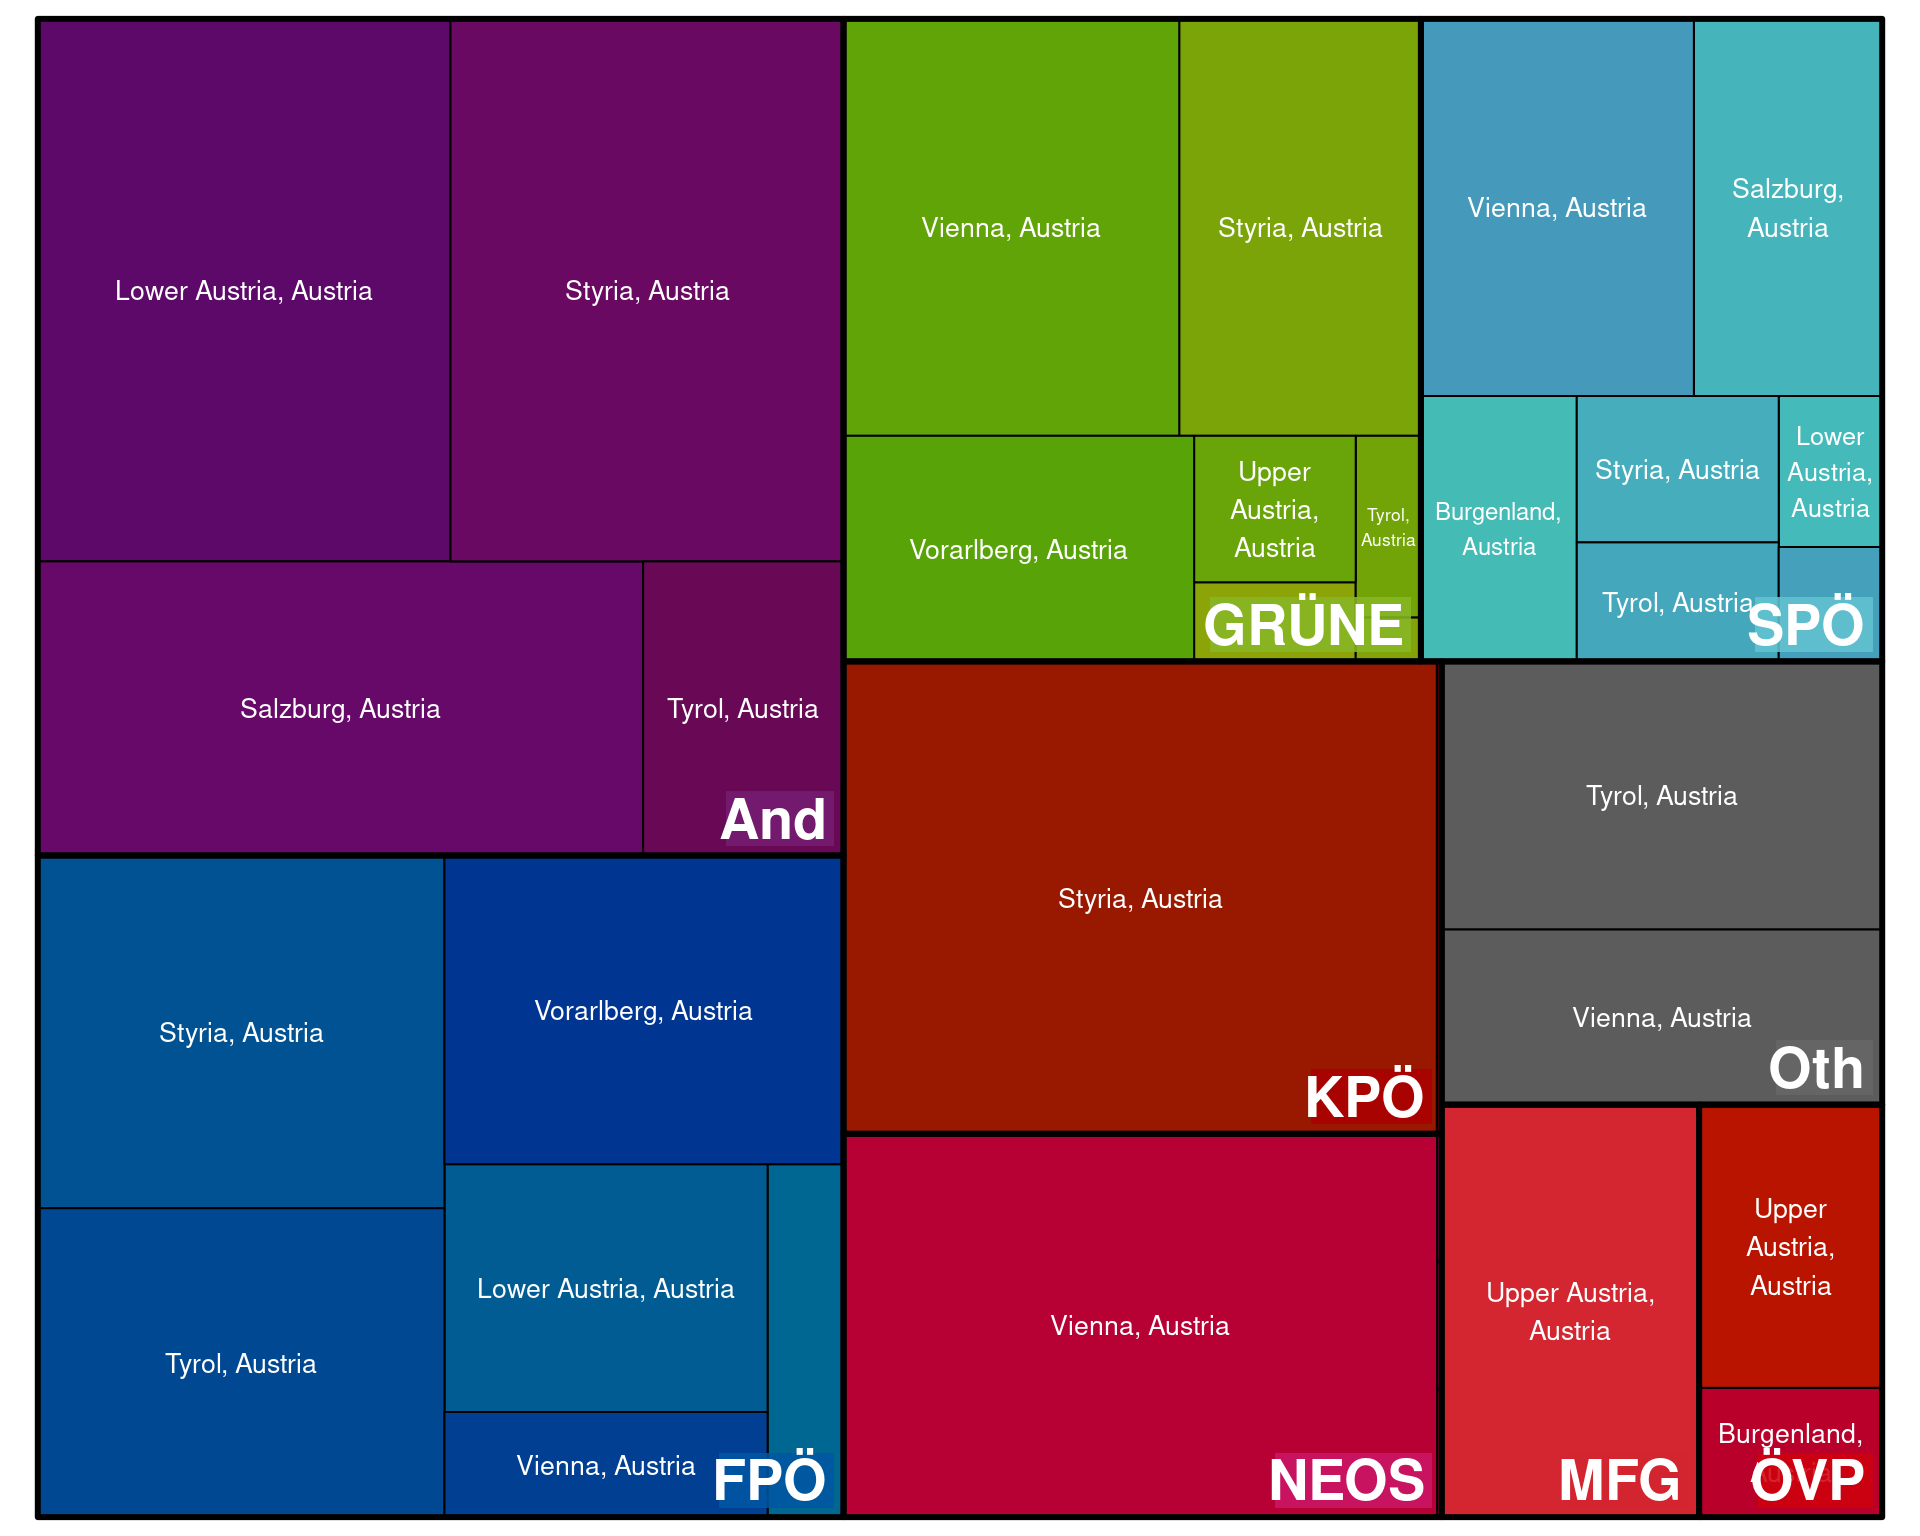 Lower Austria, Austria
Styria, Austria
Salzburg, Austria
Tyrol, Austria
And
Styria, Austria
Vorarlberg, Austria
Tyrol, Austria
Lower Austria, Austria
Vienna, Austria
FPÖ
Vienna, Austria
Styria, Austria
Vorarlberg, Austria
Upper
Austria,
Austria
Tyrol,
Austria
GRÜNE
Vienna, Austria
Salzburg,
Austria
Burgenland,
Austria
Styria, Austria
Lower
Austria,
Austria
Tyrol, Austria
SPÖ
Styria, Austria
KPÖ
Tyrol, Austria
Vienna, Austria
Oth
Vienna, Austria
NEOS
Upper Austria,
Austria
MFG
Upper
Austria,
Austria
Burgenland,
ÖVP